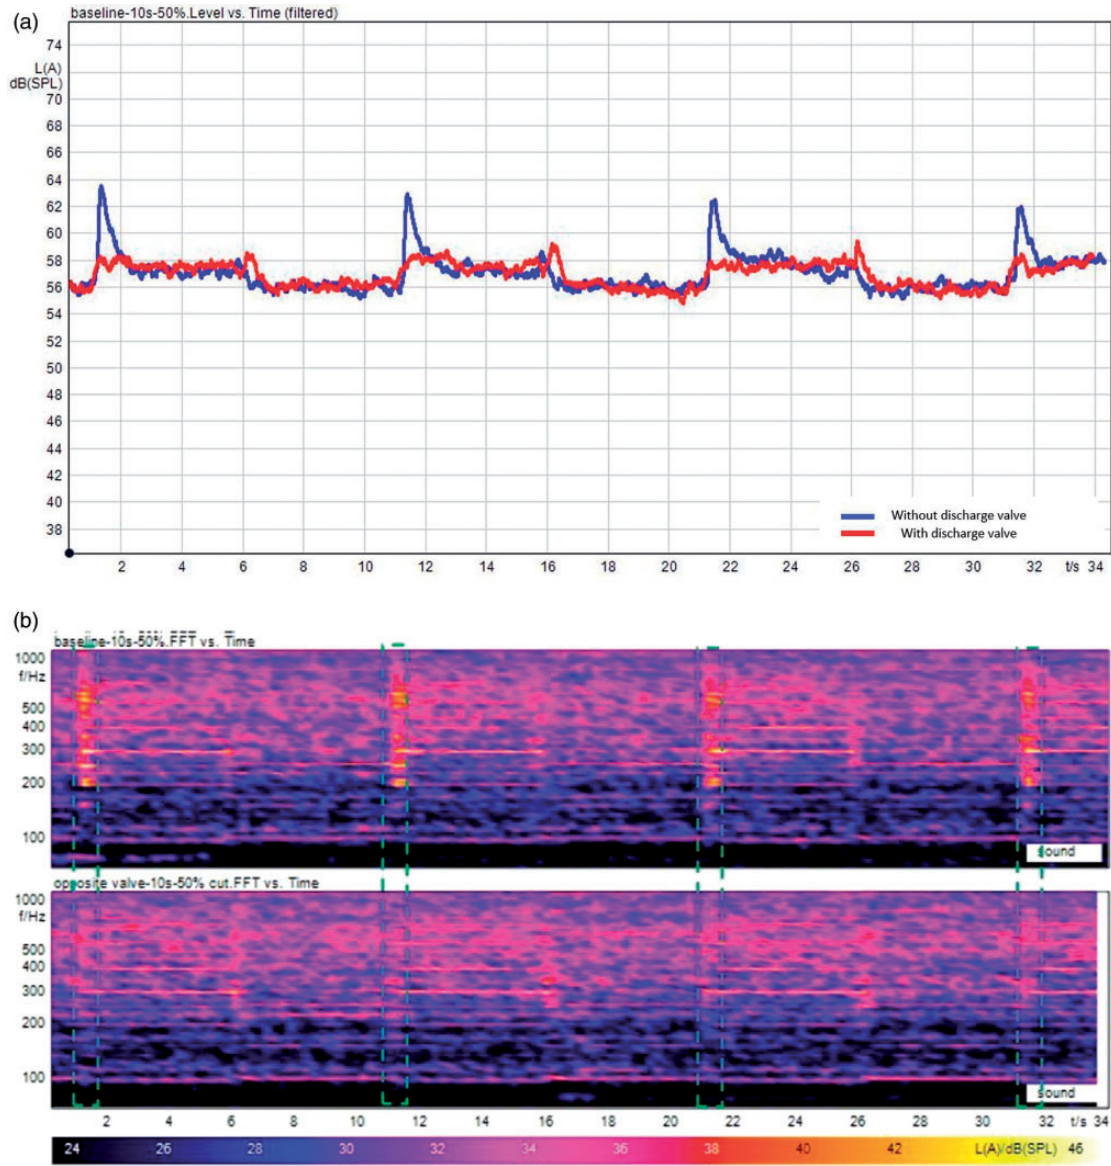 (a)
baseline-10s-50%.Level vs. Time (filtered)
74
L(A)
dB(SPL)
70
68
66
64
62
60
58
56
54
52
50
48
46
44
42
40
38
Without discharge valve
With discharge valve
2 4 6 8 10 12 14 16 18 20 22 24 26 28 30 t/s 32 34
(b)
baseline-10s-50%.FFT vs. Time
1000
f/Hz
500
400
300
200
100
sound
opposite valve-10s-50% cut.FFT vs. Time
1000
f/Hz
500
400
300
200
100
sound
2 4 6 8 10 12 14 16 18 20 22 24 26 28 30 32 t/s 34
24 26 28 30 32 34 36 38 40 42 L(A)/dB(SPL) 46